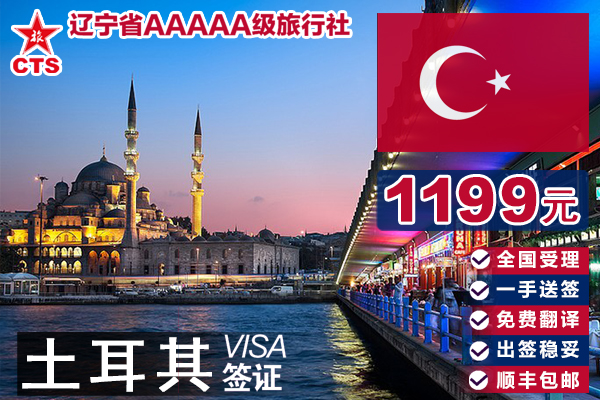 旅
CTS
辽宁省AAAAA级旅行社
1199元
全国受理
一手送签
免费翻译
出签稳妥
顺丰包邮
土耳其
VISA
签证